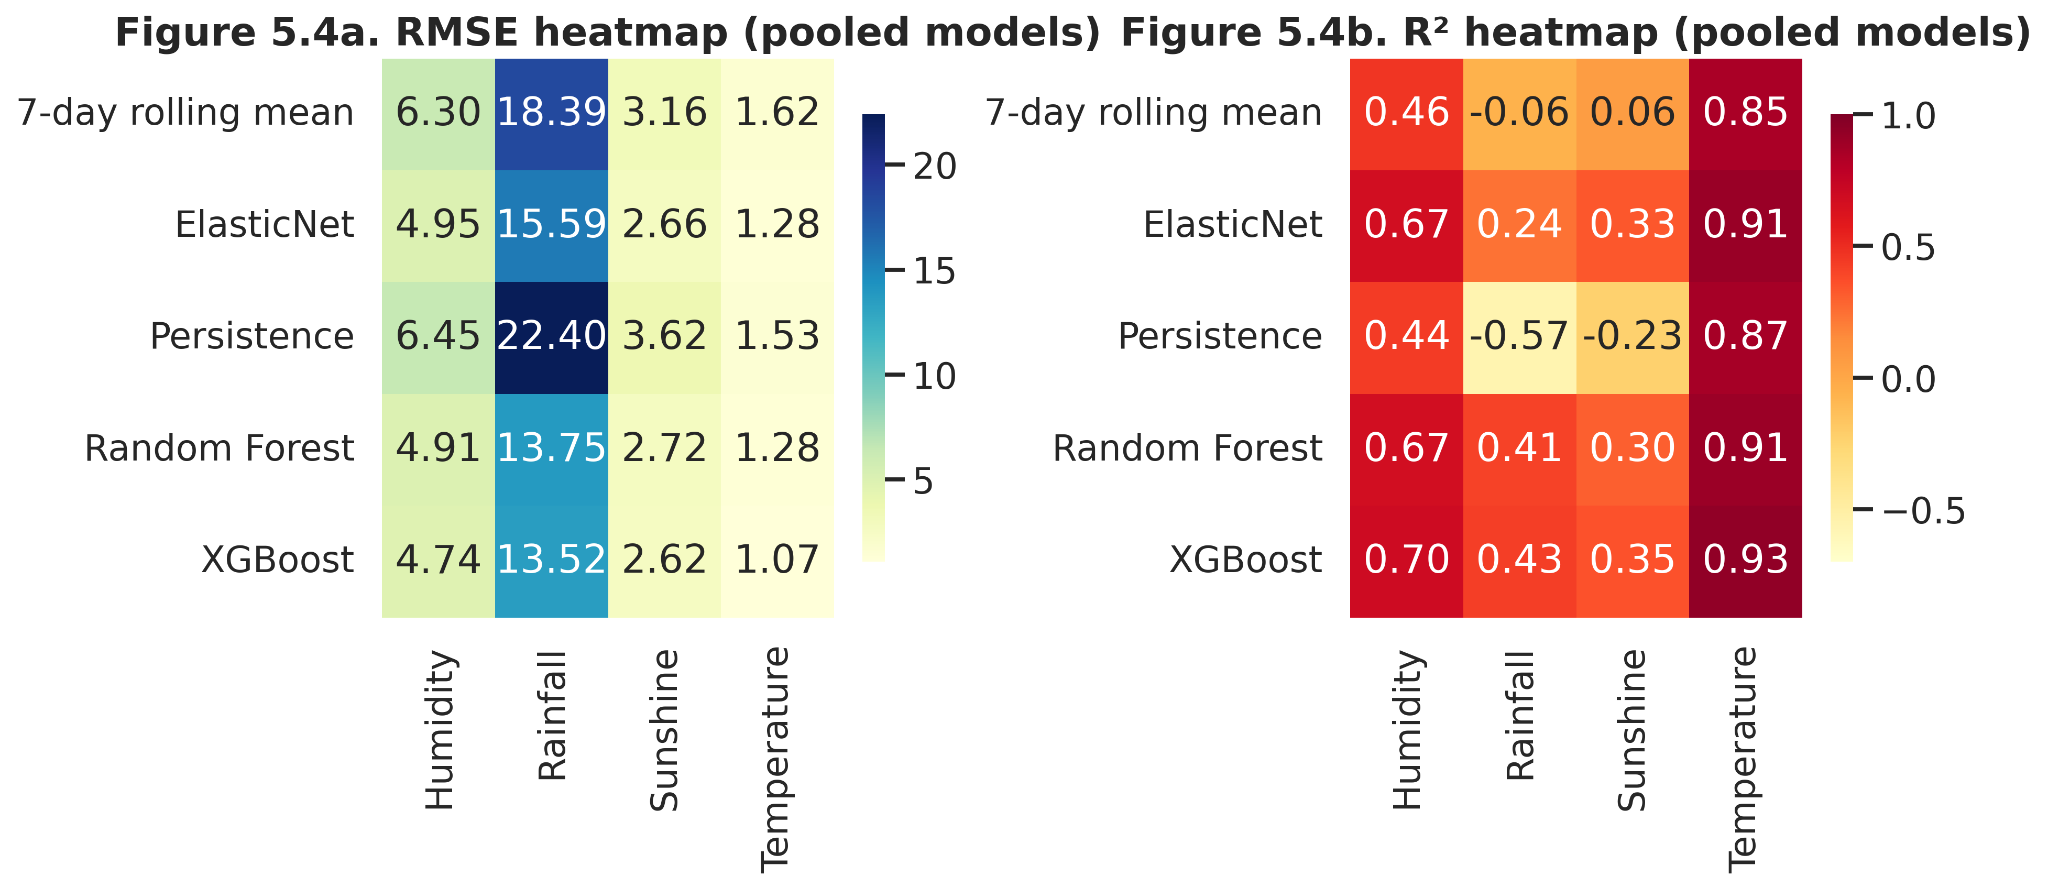 Figure 5.4a. RMSE heatmap (pooled models)
7-day rolling mean 6.30 18.39 3.16 1.62
ElasticNet 4.95 15.59 2.66 1.28
Persistence 6.45 22.40 3.62 1.53
Random Forest 4.91 13.75 2.72 1.28
XGBoost 4.74 13.52 2.62 1.07
Humidity Rainfall Sunshine Temperature
20
15
10
5
Figure 5.4b. R² heatmap (pooled models)
7-day rolling mean 0.46 -0.06 0.06 0.85
ElasticNet 0.67 0.24 0.33 0.91
Persistence 0.44 -0.57 -0.23 0.87
Random Forest 0.67 0.41 0.30 0.91
XGBoost 0.70 0.43 0.35 0.93
Humidity Rainfall Sunshine Temperature
1.0
0.5
0.0
−0.5